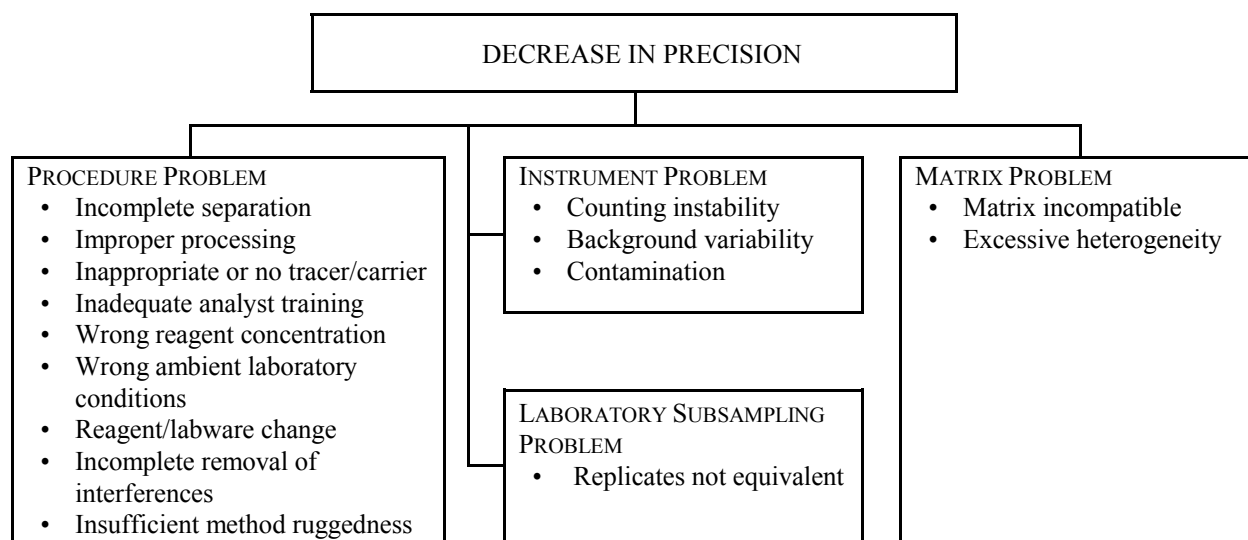 DECREASE IN PRECISION
PROCEDURE PROBLEM
• Incomplete separation
• Improper processing
• Inappropriate or no tracer/carrier
• Inadequate analyst training
• Wrong reagent concentration
• Wrong ambient laboratory
conditions
• Reagent/labware change
• Incomplete removal of
interferences
• Insufficient method ruggedness
INSTRUMENT PROBLEM
• Counting instability
• Background variability
• Contamination
LABORATORY SUBSAMPLING
PROBLEM
• Replicates not equivalent
MATRIX PROBLEM
• Matrix incompatible
• Excessive heterogeneity